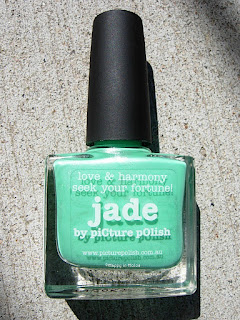 love & harmony
seek your fortune!
jade
by piCture pOlish
www.picturepolish.com.au